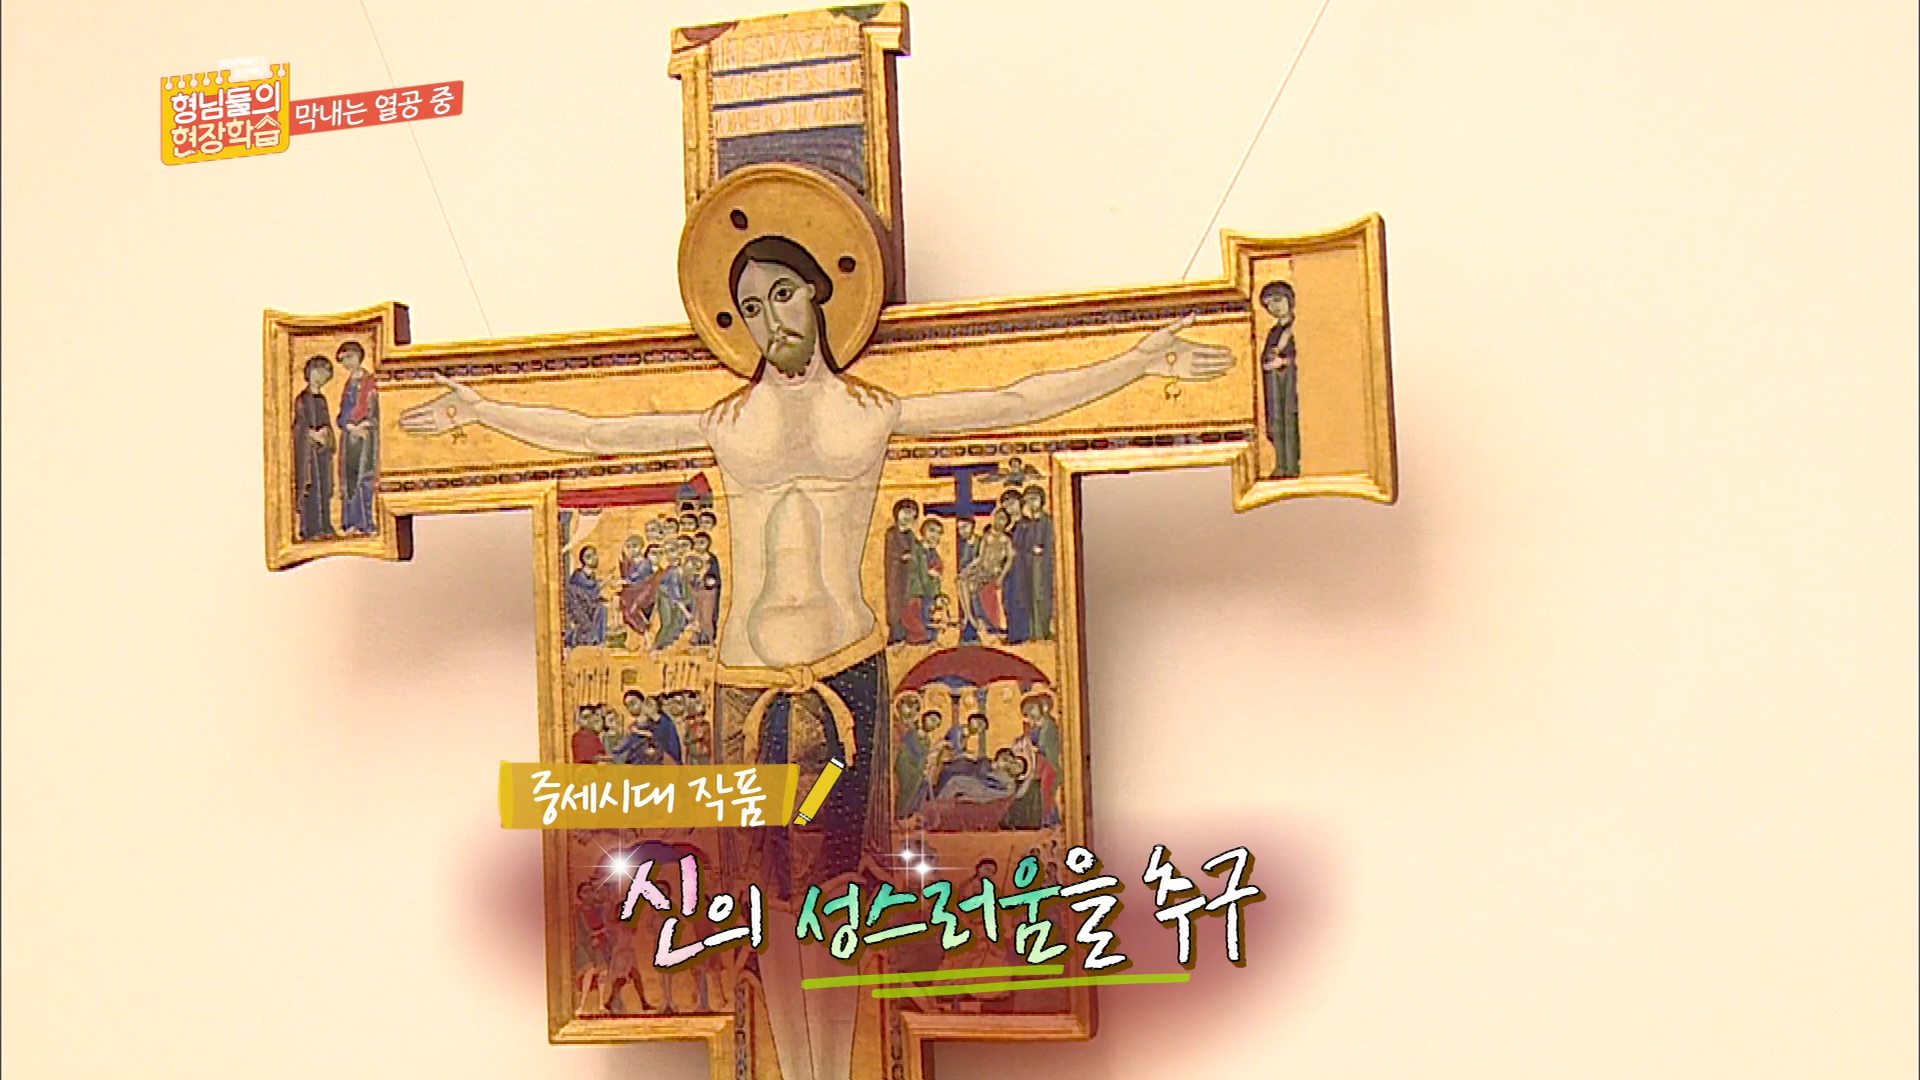 형님들의
현장학습
막내는 열공 중
중세시대 작품
신의 성스러움을 추구